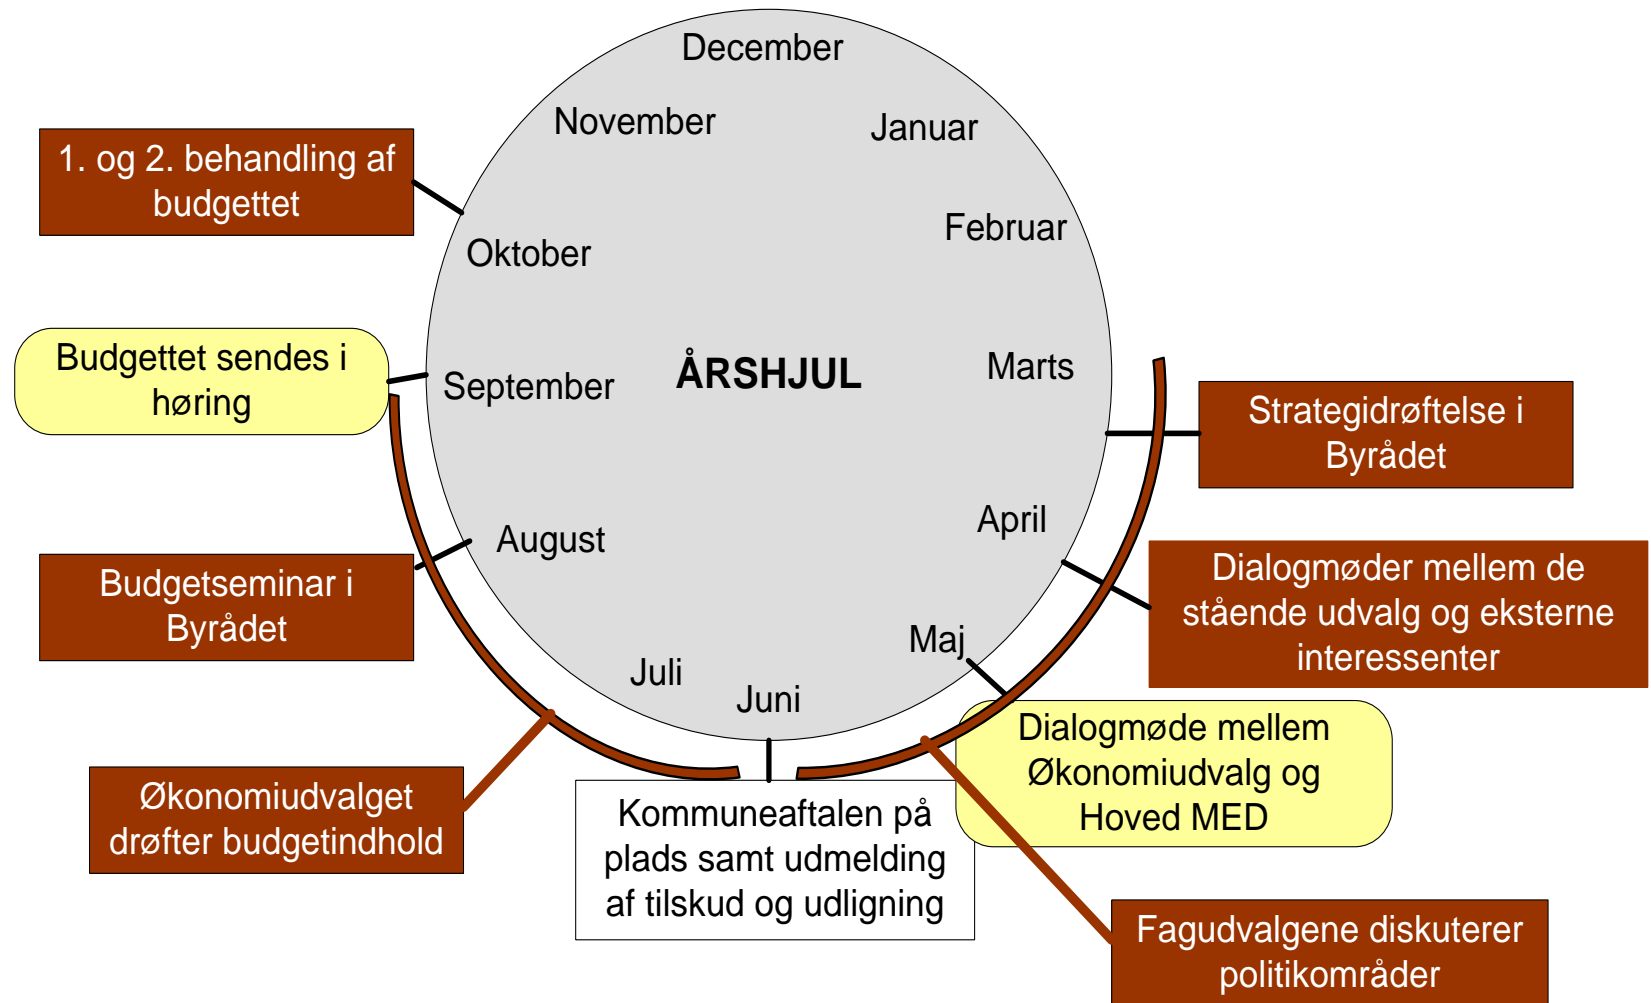 December
November
Januar
1. og 2. behandling af
budgettet
Februar
Oktober
Budgettet sendes i
høring
September
ÅRSHJUL
Marts
Strategidrøftelse i
Byrådet
April
August
Budgetseminar i
Byrådet
Dialogmøder mellem de
stående udvalg og eksterne
interessenter
Maj
Juli
Juni
Dialogmøde mellem
Økonomiudvalg og
Hoved MED
Økonomiudvalget
drøfter budgetindhold
Kommuneaftalen på
plads samt udmelding
af tilskud og udligning
Fagudvalgene diskuterer
politikområder